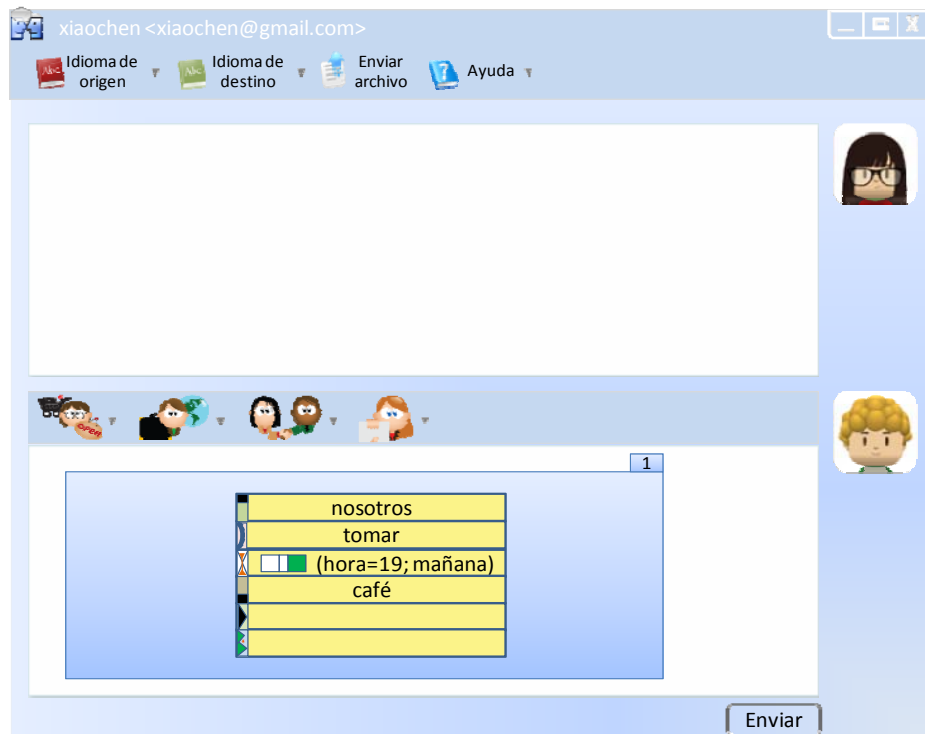 xiaochen <xiaochen@gmail.com>
Idioma de origen
Idioma de destino
Enviar archivo
Ayuda
1
nosotros
tomar
(hora=19; mañana)
café
Enviar